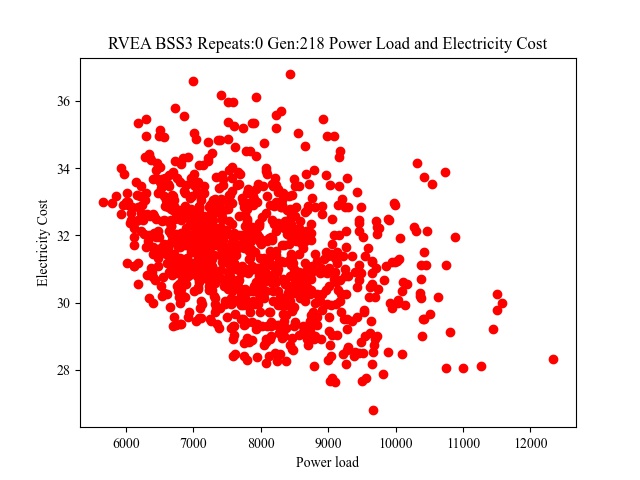 RVEA BSS3 Repeats:0 Gen:218 Power Load and Electricity Cost
36
34
32
30
28
Electricity Cost
6000 7000 8000 9000 10000 11000 12000
Power load